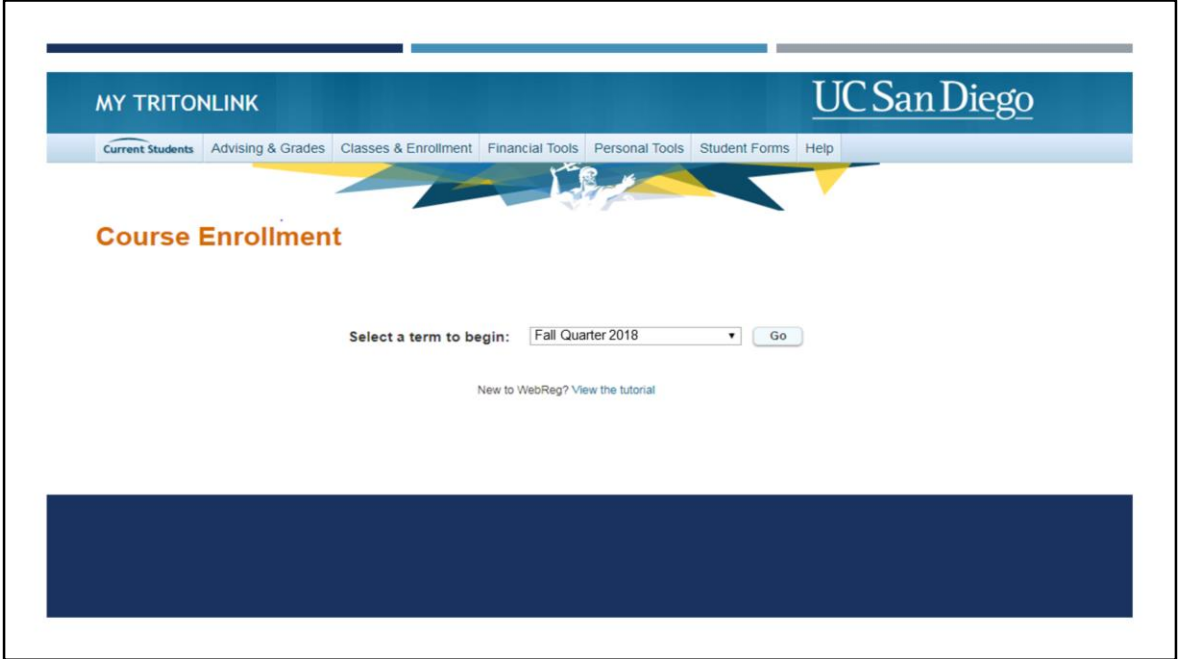 MY TRITONLINK
UC San Diego
Current Students Advising & Grades Classes & Enrollment Financial Tools Personal Tools Student Forms Help
Course Enrollment
Select a term to begin: Fall Quarter 2018 Go
New to WebReg? View the tutorial